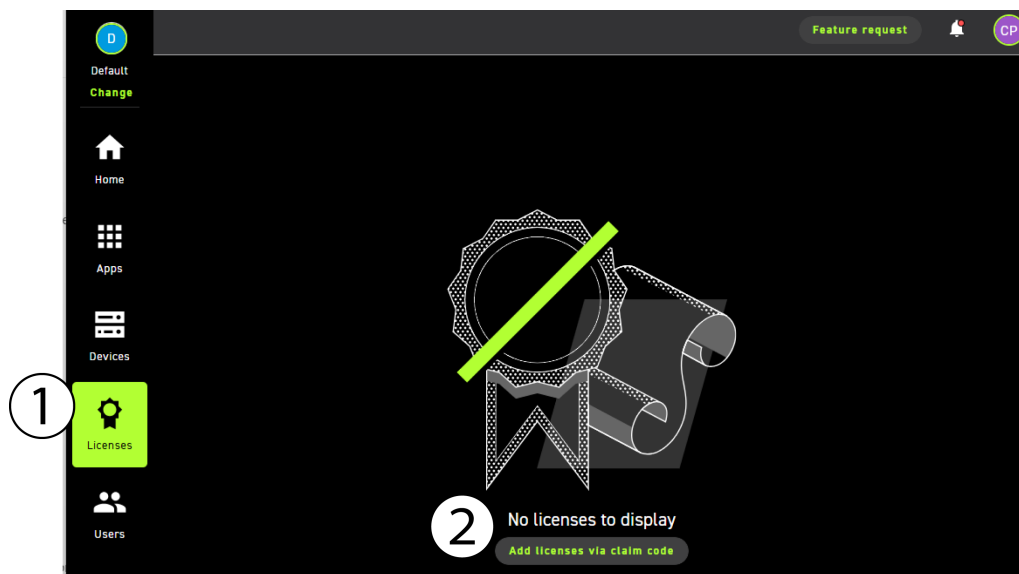 D
Feature request
CP
Default
Change
Home
Apps
Devices
1
Licenses
2
No licenses to display
Add licenses via claim code
Users